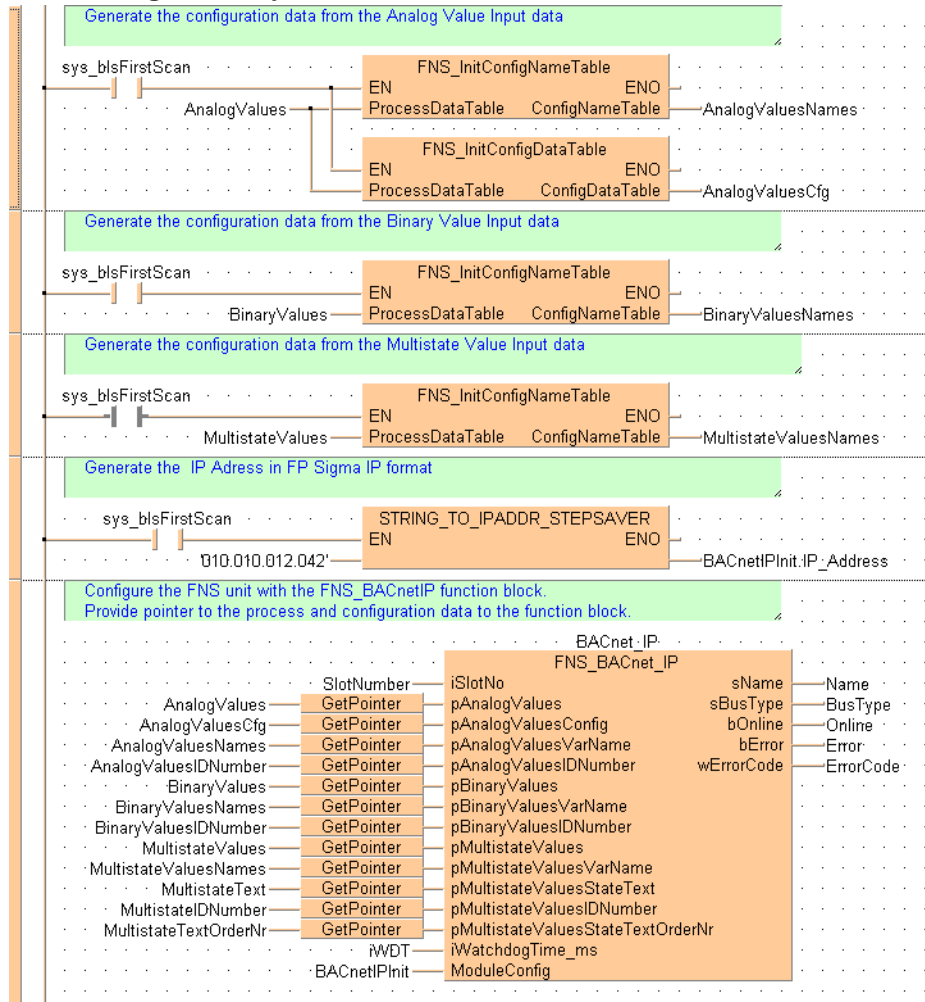 Generate the configuration data from the Analog Value Input data
sys_bIsFirstScan
FNS_InitConfigNameTable
EN ENO
AnalogValues ProcessDataTable ConfigNameTable AnalogValuesNames
FNS_InitConfigDataTable
EN ENO
ProcessDataTable ConfigDataTable AnalogValuesCfg
Generate the configuration data from the Binary Value Input data
sys_bIsFirstScan
FNS_InitConfigNameTable
EN ENO
BinaryValues ProcessDataTable ConfigNameTable BinaryValuesNames
Generate the configuration data from the Multistate Value Input data
sys_bIsFirstScan
FNS_InitConfigNameTable
EN ENO
MultistateValues ProcessDataTable ConfigNameTable MultistateValuesNames
Generate the IP Adress in FP Sigma IP format
sys_bIsFirstScan
STRING_TO_IPADDR_STEPSAVER
EN ENO
'010.010.012.042' BACnetIPInit.IP_Address
Configure the FNS unit with the FNS_BACnetIP function block.
Provide pointer to the process and configuration data to the function block.
BACnet_IP
FNS_BACnet_IP
SlotNumber iSlotNo sName Name
AnalogValues GetPointer pAnalogValues sBusType BusType
AnalogValuesCfg GetPointer pAnalogValuesConfig bOnline Online
AnalogValuesNames GetPointer pAnalogValuesVarName bError Error
AnalogValuesIDNumber GetPointer pAnalogValuesIDNumber wErrorCode ErrorCode
BinaryValues GetPointer pBinaryValues
BinaryValuesNames GetPointer pBinaryValuesVarName
BinaryValuesIDNumber GetPointer pBinaryValuesIDNumber
MultistateValues GetPointer pMultistateValues
MultistateValuesNames GetPointer pMultistateValuesVarName
MultistateText GetPointer pMultistateValuesStateText
MultistateIDNumber GetPointer pMultistateValuesIDNumber
MultistateTextOrderNr GetPointer pMultistateValuesStateTextOrderNr
iWDT iWatchdogTime_ms
BACnetIPInit ModuleConfig